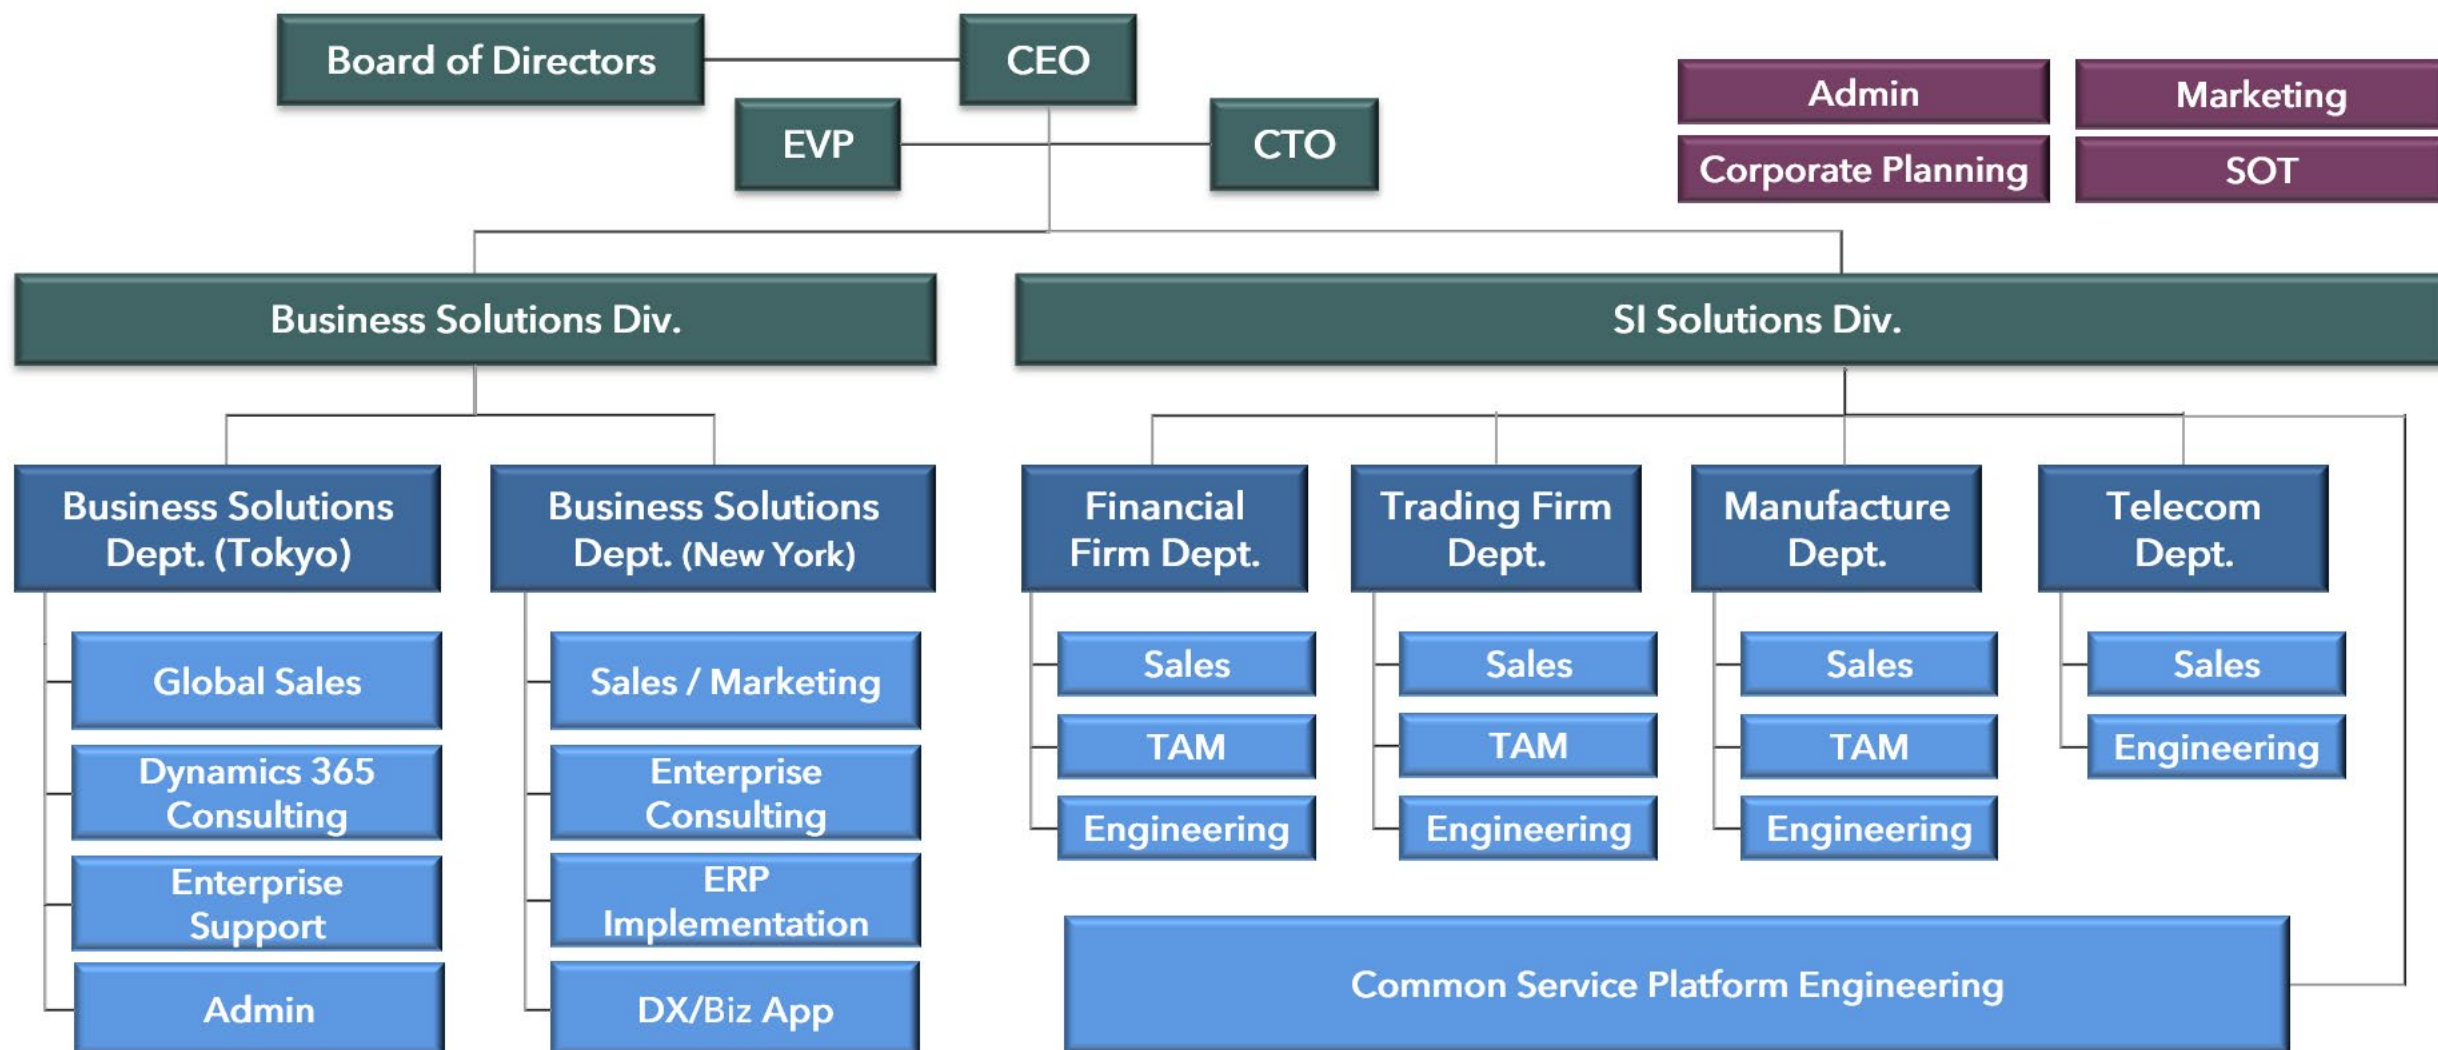 Board of Directors
CEO
EVP
CTO
Admin
Marketing
Corporate Planning
SOT
Business Solutions Div.
SI Solutions Div.
Business Solutions
Dept. (Tokyo)
Global Sales
Dynamics 365
Consulting
Enterprise
Support
Admin
Business Solutions
Dept. (New York)
Sales / Marketing
Enterprise
Consulting
ERP
Implementation
DX/Biz App
Financial
Firm Dept.
Sales
TAM
Engineering
Trading Firm
Dept.
Sales
TAM
Engineering
Manufacture
Dept.
Sales
TAM
Engineering
Telecom
Dept.
Sales
Engineering
Common Service Platform Engineering